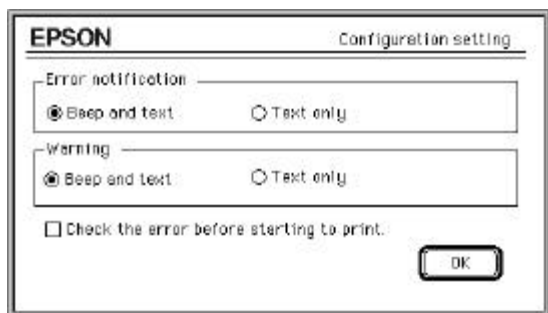 EPSON Configuration setting
Error notification
Beep and text Text only
Warning
Beep and text Text only
Check the error before starting to print.
OK